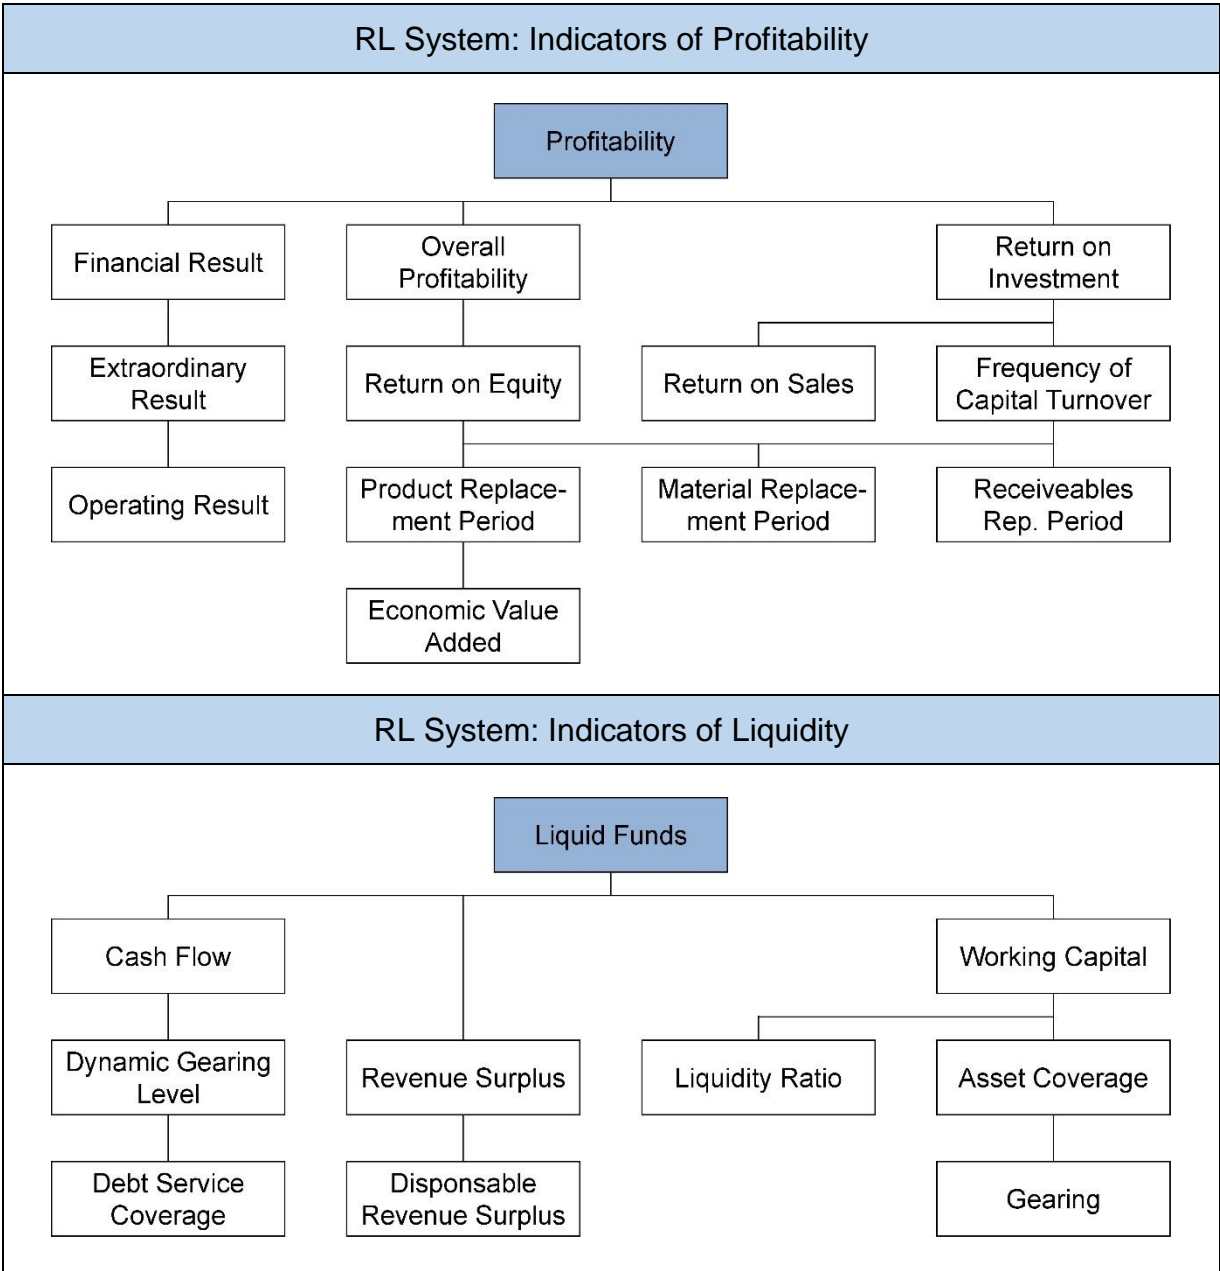 RL System: Indicators of Profitability
Profitability
Financial Result
Overall
Profitability
Return on
Investment
Extraordinary
Result
Return on Equity
Return on Sales
Frequency of
Capital Turnover
Operating Result
Product Replace-
ment Period
Material Replace-
ment Period
Receiveables
Rep. Period
Economic Value
Added
RL System: Indicators of Liquidity
Liquid Funds
Cash Flow
Working Capital
Dynamic Gearing
Level
Revenue Surplus
Liquidity Ratio
Asset Coverage
Debt Service
Coverage
Disponsable
Revenue Surplus
Gearing